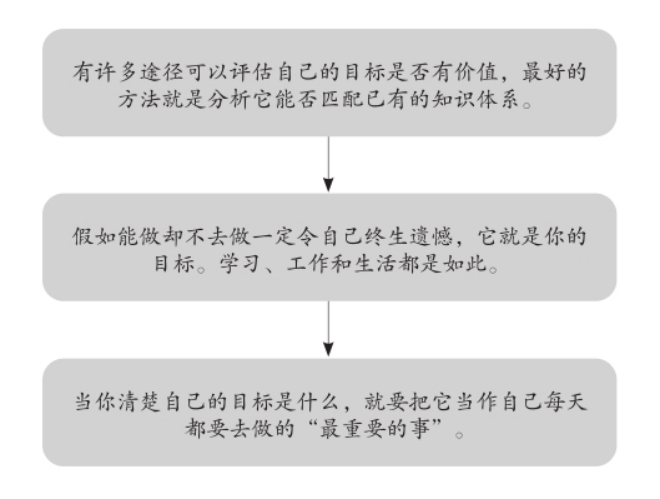 有许多途径可以评估自己的目标是否有价值，最好的
方法就是分析它能否匹配已有的知识体系。
假如能做却不去做一定令自己终生遗憾，它就是你的
目标。学习、工作和生活都是如此。
当你清楚自己的目标是什么，就要把它当作自己每天
都要去做的“最重要的事”。